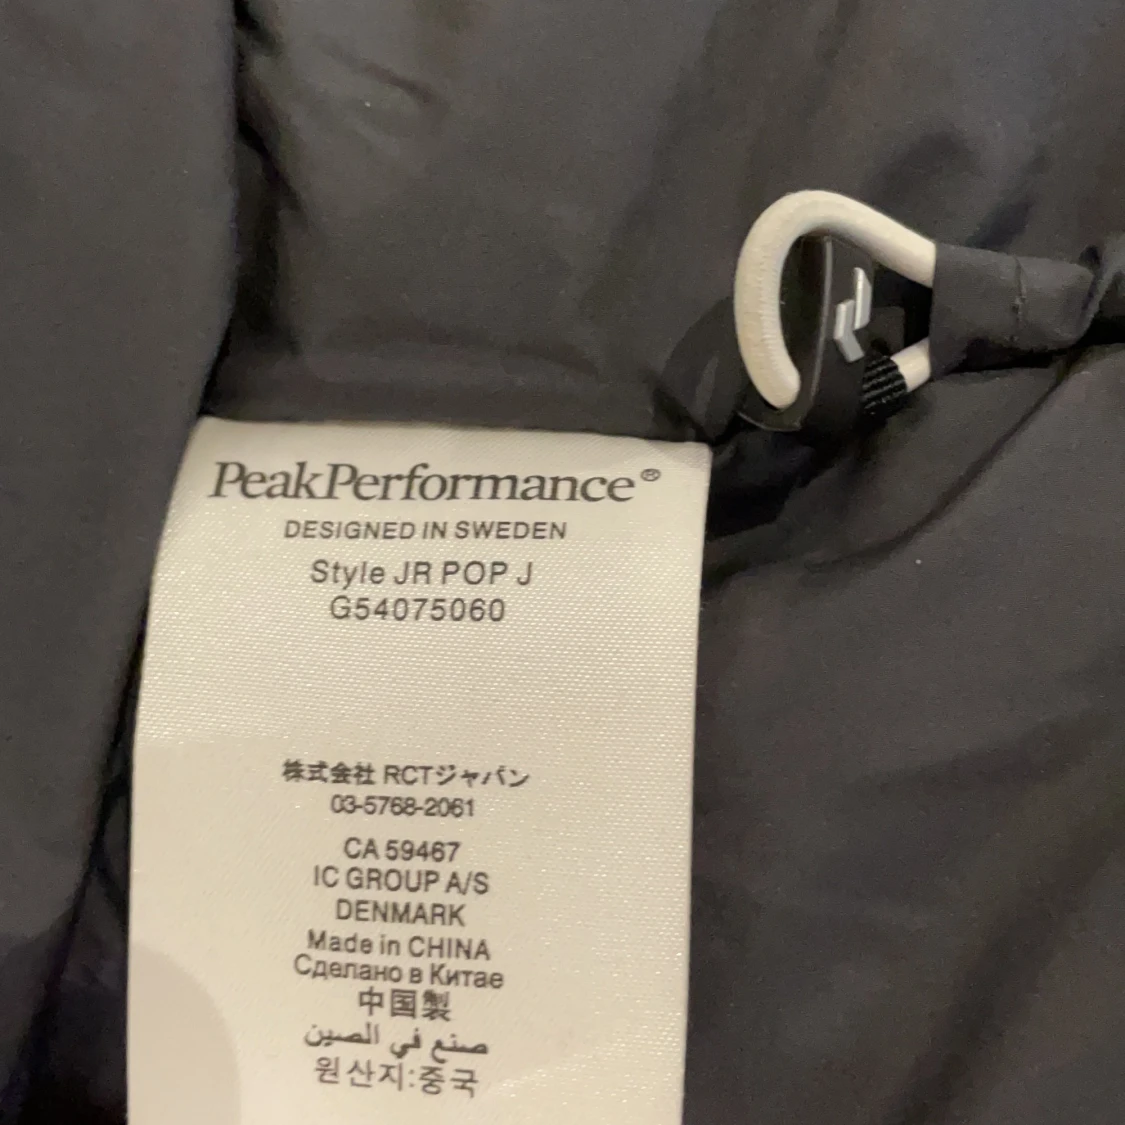 PeakPerformance®
DESIGNED IN SWEDEN
Style JR POP J
G54075060
株式会社 RCTジャパン
03-5768-2061
CA 59467
IC GROUP A/S
DENMARK
Made in CHINA
Сделано в Китае
中国製
صنع في الصين
원산지:중국